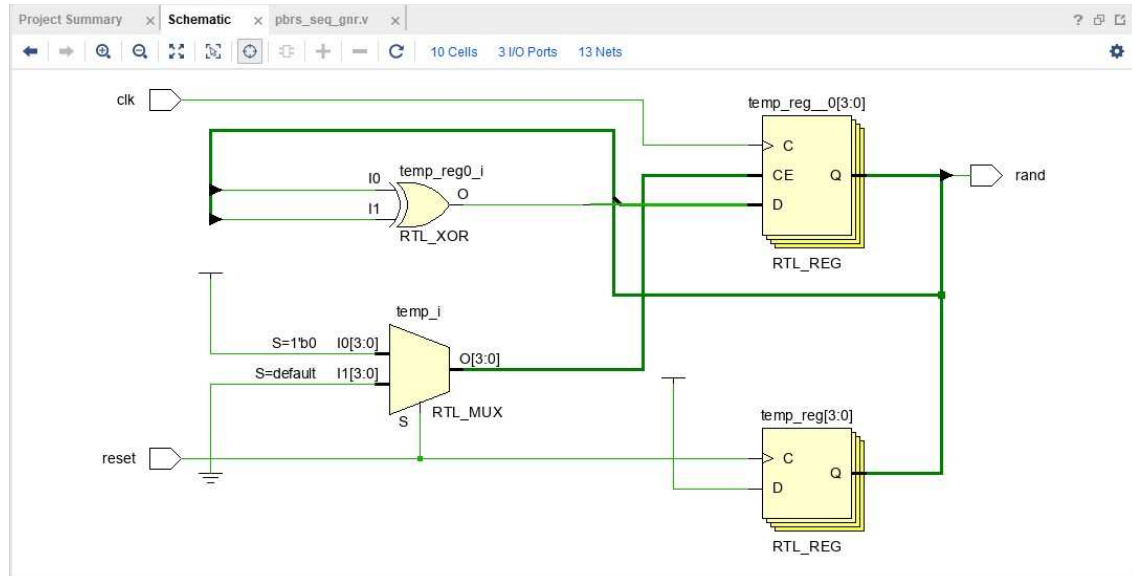 Project Summary × Schematic × pbrs_seq_gnr.v × ?
10 Cells 3 I/O Ports 13 Nets
clk
temp_reg__0[3:0]
C
CE Q
D
RTL_REG
rand
temp_reg0_i
I0
I1
O
RTL_XOR
temp_i
S=1'b0 I0[3:0]
S=default I1[3:0]
O[3:0]
S
RTL_MUX
reset
temp_reg[3:0]
C
Q
D
RTL_REG